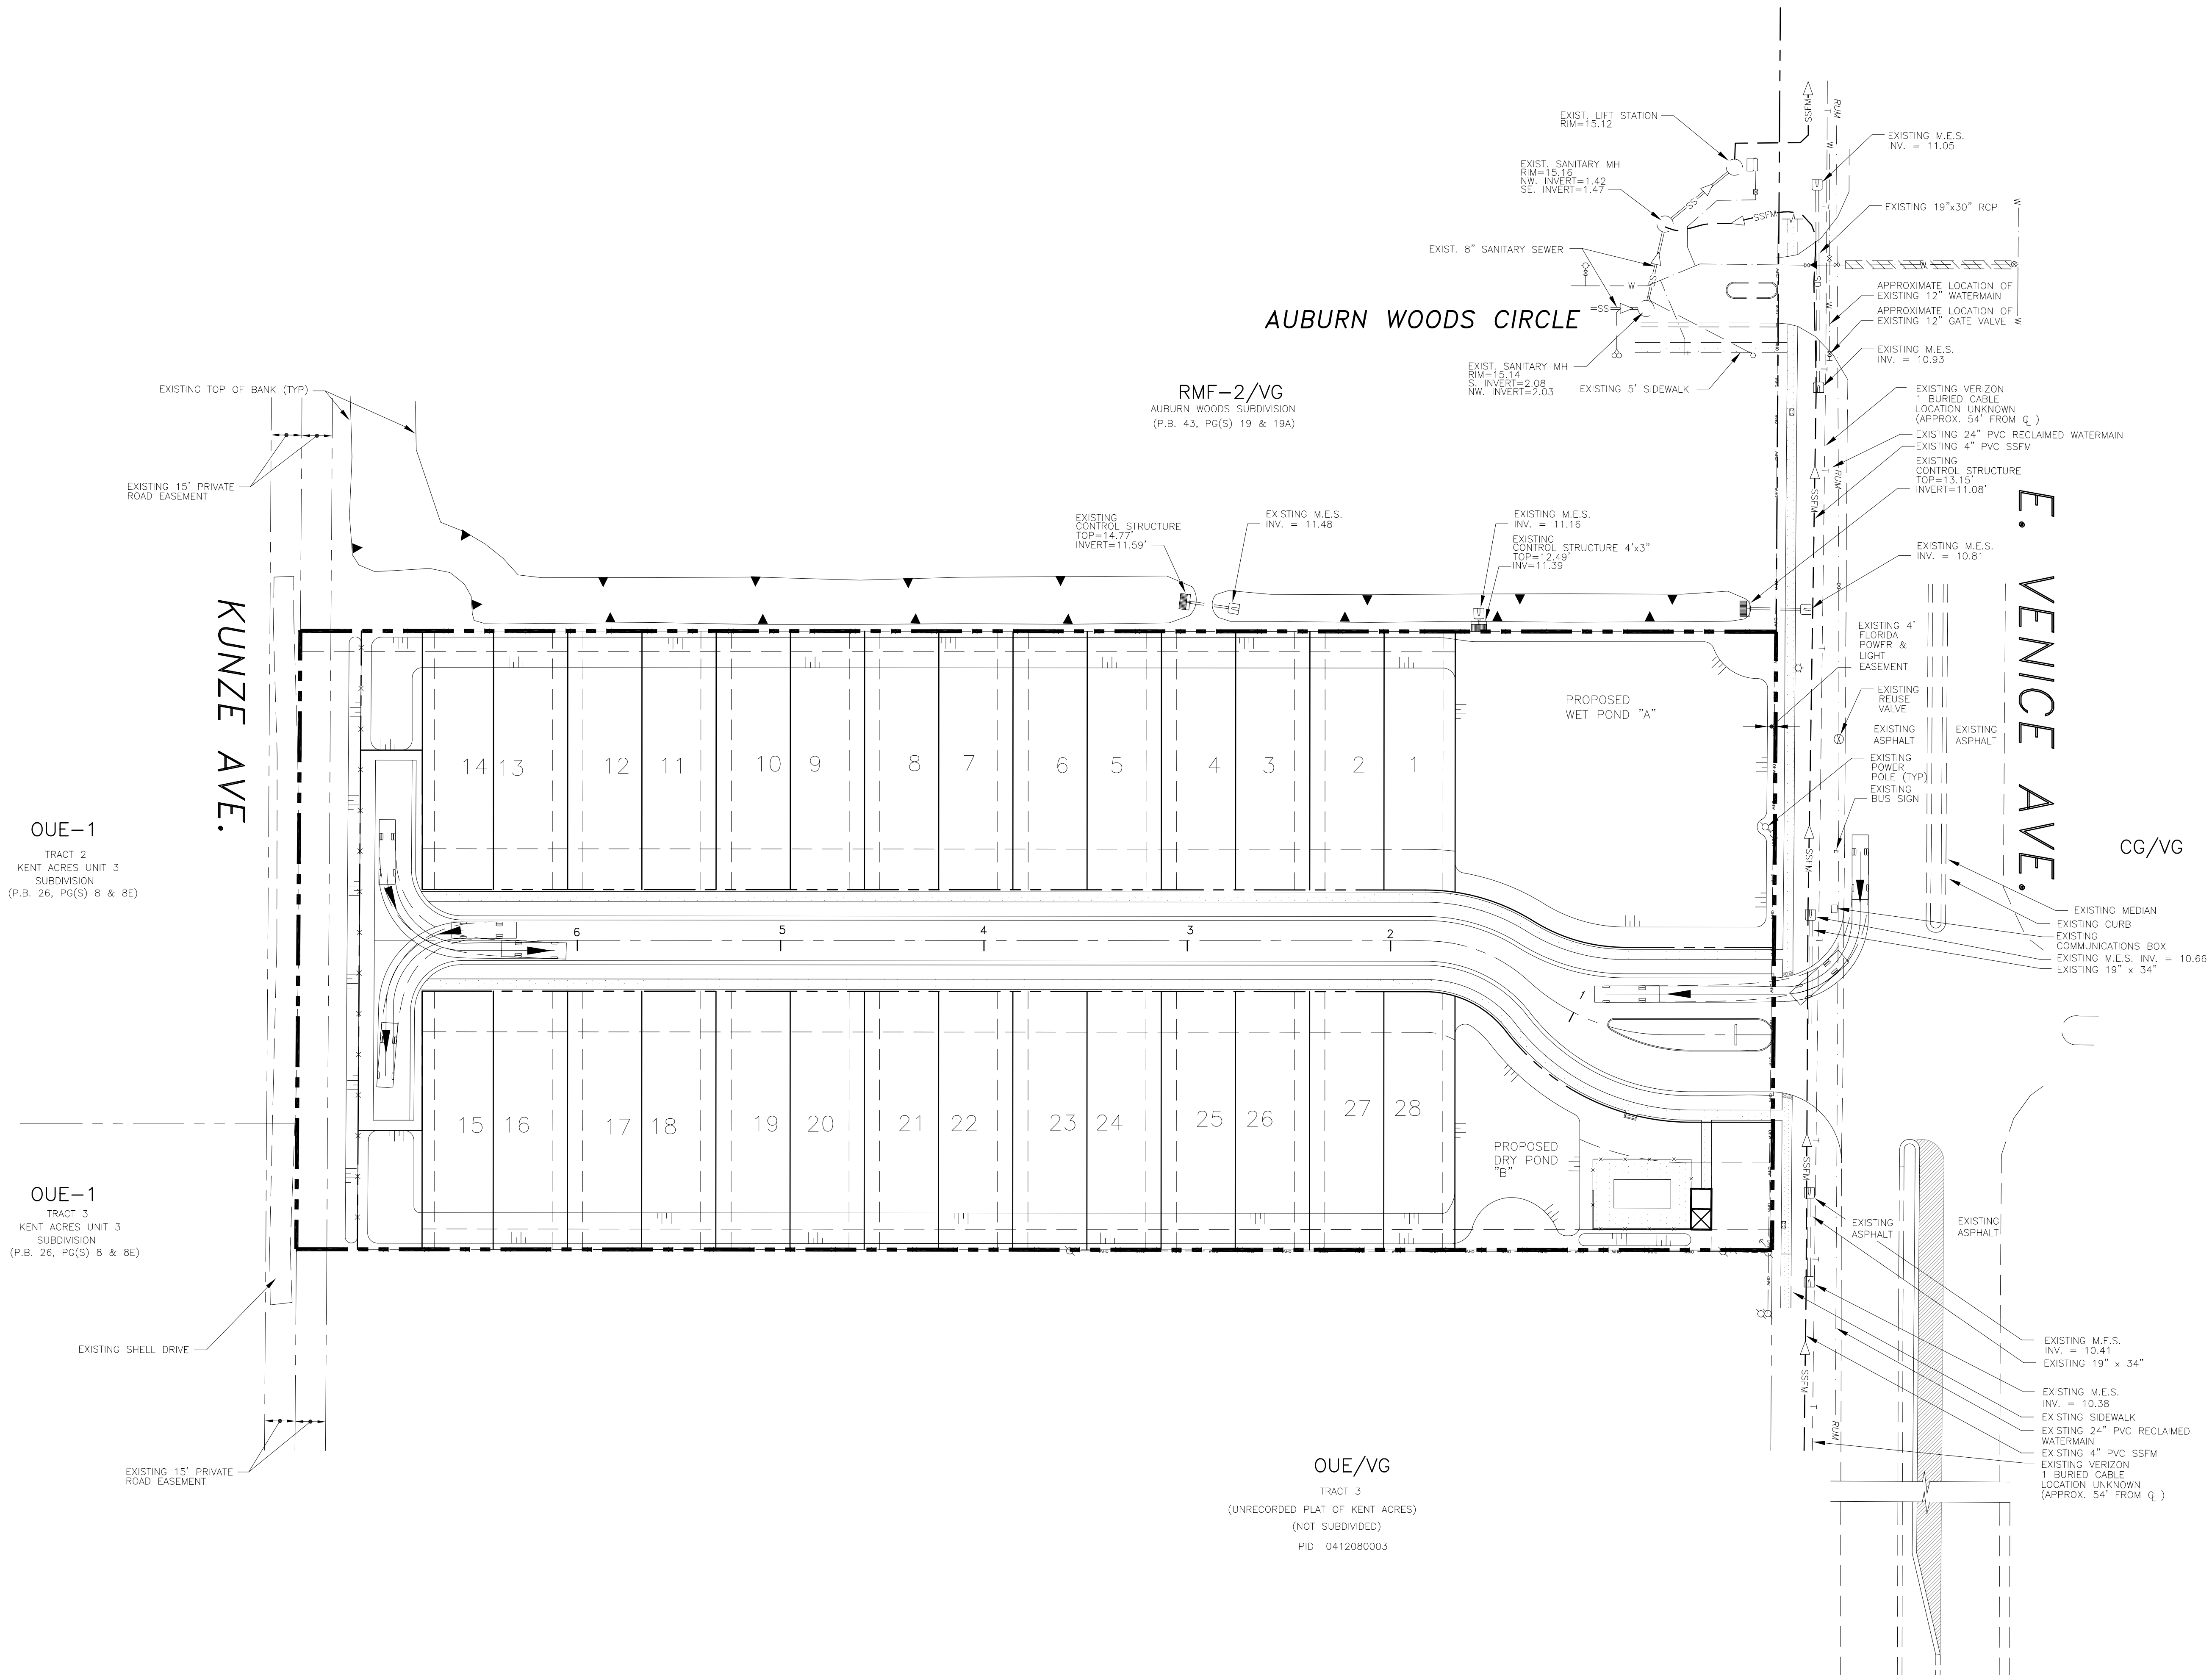 EXIST. LIFT STATION
RIM=15.12
EXIST. SANITARY MH
RIM=15.16
NW. INVERT=1.42
SE. INVERT=1.47
EXIST. 8" SANITARY SEWER
AUBURN WOODS CIRCLE
EXIST. SANITARY MH
RIM=15.14
S. INVERT=2.08
NW. INVERT=2.03
EXISTING 5' SIDEWALK
SS
SS
=SS=
W
SSFM
SSFM
RUM
T
W
SD
W
W
W
EXISTING M.E.S.
INV. = 11.05
EXISTING 19"x30" RCP
APPROXIMATE LOCATION OF
EXISTING 12" WATERMAIN
APPROXIMATE LOCATION OF
EXISTING 12" GATE VALVE
EXISTING M.E.S.
INV. = 10.93
EXISTING VERIZON
1 BURIED CABLE
LOCATION UNKNOWN
(APPROX. 54' FROM ℄ )
EXISTING 24" PVC RECLAIMED WATERMAIN
EXISTING 4" PVC SSFM
EXISTING
CONTROL STRUCTURE
TOP=13.15'
INVERT=11.08'
EXISTING M.E.S.
INV. = 10.81
RMF-2/VG
AUBURN WOODS SUBDIVISION
(P.B. 43, PG(S) 19 & 19A)
EXISTING TOP OF BANK (TYP)
EXISTING 15' PRIVATE
ROAD EASEMENT
EXISTING
CONTROL STRUCTURE
TOP=14.77'
INVERT=11.59'
EXISTING M.E.S.
INV. = 11.48
EXISTING M.E.S.
INV. = 11.16
EXISTING
CONTROL STRUCTURE 4'x3"
TOP=12.49'
INV=11.39
SSFM
RUM
E. VENICE AVE.
KUNZE AVE.
EXISTING 4'
FLORIDA
POWER &
LIGHT
EASEMENT
EXISTING
REUSE
VALVE
EXISTING
ASPHALT
EXISTING
ASPHALT
EXISTING
POWER
POLE (TYP)
EXISTING
BUS SIGN
PROPOSED
WET POND "A"
14 13 12 11 10 9 8 7 6 5 4 3 2 1
OUE-1
TRACT 2
KENT ACRES UNIT 3
SUBDIVISION
(P.B. 26, PG(S) 8 & 8E)
CG/VG
SSFM
EXISTING MEDIAN
EXISTING CURB
EXISTING
COMMUNICATIONS BOX
EXISTING M.E.S. INV. = 10.66
EXISTING 19" x 34"
6 5 4 3 2 1
15 16 17 18 19 20 21 22 23 24 25 26 27 28
PROPOSED
DRY POND
"B"
OUE-1
TRACT 3
KENT ACRES UNIT 3
SUBDIVISION
(P.B. 26, PG(S) 8 & 8E)
SSFM
EXISTING
ASPHALT
EXISTING
ASPHALT
EXISTING SHELL DRIVE
EXISTING 15' PRIVATE
ROAD EASEMENT
SSFM
RUM
EXISTING M.E.S.
INV. = 10.41
EXISTING 19" x 34"
EXISTING M.E.S.
INV. = 10.38
EXISTING SIDEWALK
EXISTING 24" PVC RECLAIMED
WATERMAIN
EXISTING 4" PVC SSFM
EXISTING VERIZON
1 BURIED CABLE
LOCATION UNKNOWN
(APPROX. 54' FROM ℄ )
OUE/VG
TRACT 3
(UNRECORDED PLAT OF KENT ACRES)
(NOT SUBDIVIDED)
PID 0412080003